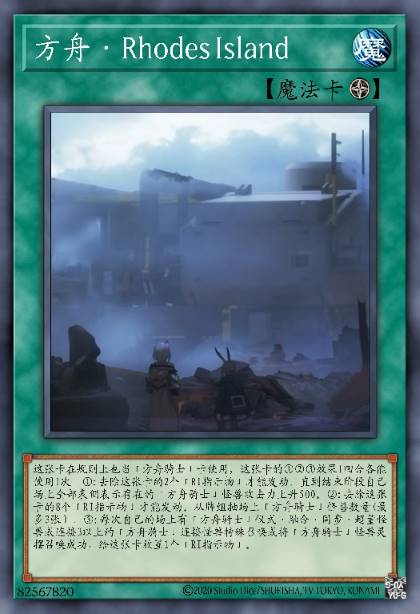 方舟·Rhodes Island
魔
【魔法卡】
这张卡在规则上也当「方舟骑士」卡使用，这张卡的①②③效果1回合各能
使用1次 ①:去除这张卡的2个「RI指示物」才能发动，直到结束阶段自己
场上全部表侧表示存在的「方舟骑士」怪兽攻击力上升500。②:去除这张
卡的8个「RI指示物」才能发动，从牌组抽场上「方舟骑士」怪兽数量(最
多3张)。③:每次自己的场上有「方舟骑士」仪式·融合·同步·超量怪
兽或连接3以上的「方舟骑士」连接怪兽特殊召唤或将「方舟骑士」怪兽灵
摆召唤成功，给这张卡放置1个「RI指示物」。
82567820
©2020 Studio Dice/SHUEISHA, TV TOKYO, KONAMI